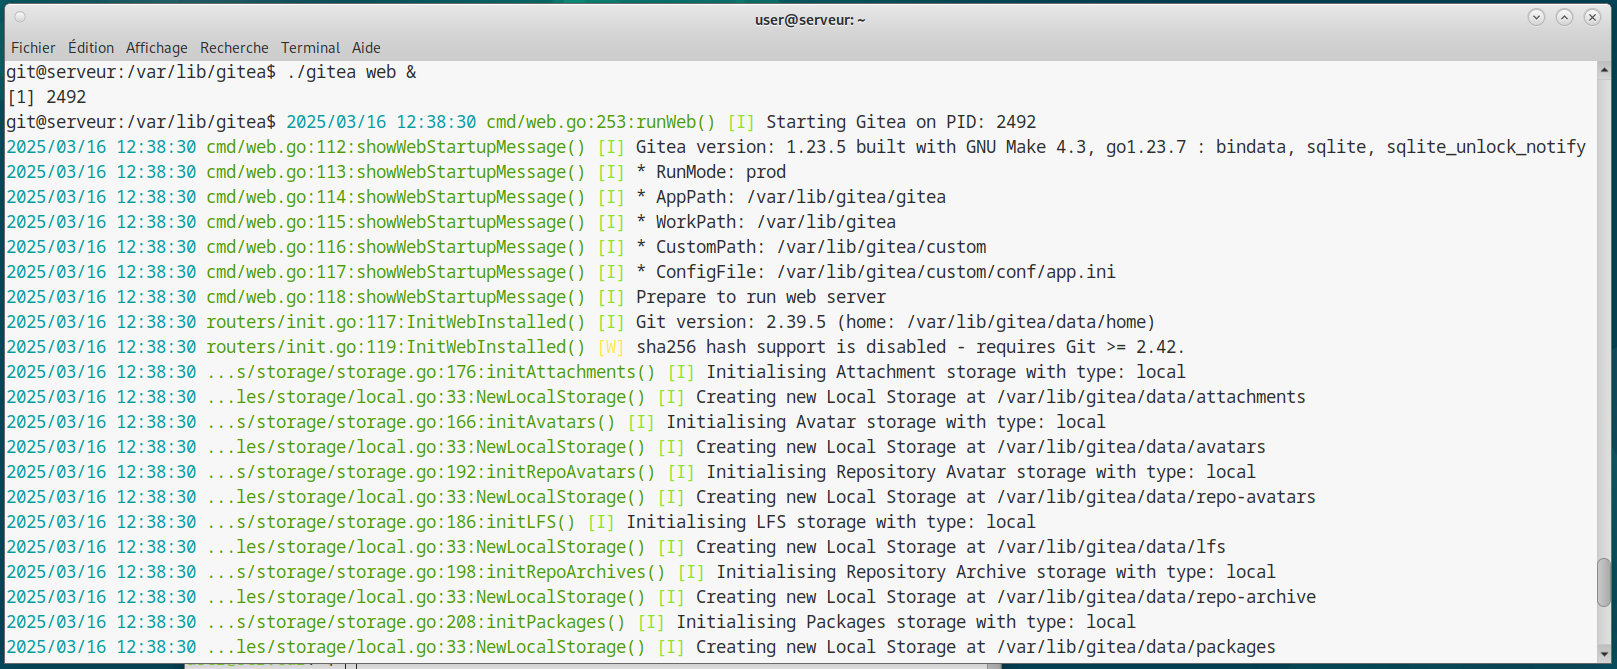 user@serveur: ~
Fichier Édition Affichage Recherche Terminal Aide
git@serveur:/var/lib/gitea$ ./gitea web &
[1] 2492
git@serveur:/var/lib/gitea$ 2025/03/16 12:38:30 cmd/web.go:253:runWeb() [I] Starting Gitea on PID: 2492
2025/03/16 12:38:30 cmd/web.go:112:showWebStartupMessage() [I] Gitea version: 1.23.5 built with GNU Make 4.3, go1.23.7 : bindata, sqlite, sqlite_unlock_notify
2025/03/16 12:38:30 cmd/web.go:113:showWebStartupMessage() [I] * RunMode: prod
2025/03/16 12:38:30 cmd/web.go:114:showWebStartupMessage() [I] * AppPath: /var/lib/gitea/gitea
2025/03/16 12:38:30 cmd/web.go:115:showWebStartupMessage() [I] * WorkPath: /var/lib/gitea
2025/03/16 12:38:30 cmd/web.go:116:showWebStartupMessage() [I] * CustomPath: /var/lib/gitea/custom
2025/03/16 12:38:30 cmd/web.go:117:showWebStartupMessage() [I] * ConfigFile: /var/lib/gitea/custom/conf/app.ini
2025/03/16 12:38:30 cmd/web.go:118:showWebStartupMessage() [I] Prepare to run web server
2025/03/16 12:38:30 routers/init.go:117:InitWebInstalled() [I] Git version: 2.39.5 (home: /var/lib/gitea/data/home)
2025/03/16 12:38:30 routers/init.go:119:InitWebInstalled() [W] sha256 hash support is disabled - requires Git >= 2.42.
2025/03/16 12:38:30 ...s/storage/storage.go:176:initAttachments() [I] Initialising Attachment storage with type: local
2025/03/16 12:38:30 ...les/storage/local.go:33:NewLocalStorage() [I] Creating new Local Storage at /var/lib/gitea/data/attachments
2025/03/16 12:38:30 ...s/storage/storage.go:166:initAvatars() [I] Initialising Avatar storage with type: local
2025/03/16 12:38:30 ...les/storage/local.go:33:NewLocalStorage() [I] Creating new Local Storage at /var/lib/gitea/data/avatars
2025/03/16 12:38:30 ...s/storage/storage.go:192:initRepoAvatars() [I] Initialising Repository Avatar storage with type: local
2025/03/16 12:38:30 ...les/storage/local.go:33:NewLocalStorage() [I] Creating new Local Storage at /var/lib/gitea/data/repo-avatars
2025/03/16 12:38:30 ...s/storage/storage.go:186:initLFS() [I] Initialising LFS storage with type: local
2025/03/16 12:38:30 ...les/storage/local.go:33:NewLocalStorage() [I] Creating new Local Storage at /var/lib/gitea/data/lfs
2025/03/16 12:38:30 ...s/storage/storage.go:198:initRepoArchives() [I] Initialising Repository Archive storage with type: local
2025/03/16 12:38:30 ...les/storage/local.go:33:NewLocalStorage() [I] Creating new Local Storage at /var/lib/gitea/data/repo-archive
2025/03/16 12:38:30 ...s/storage/storage.go:208:initPackages() [I] Initialising Packages storage with type: local
2025/03/16 12:38:30 ...les/storage/local.go:33:NewLocalStorage() [I] Creating new Local Storage at /var/lib/gitea/data/packages